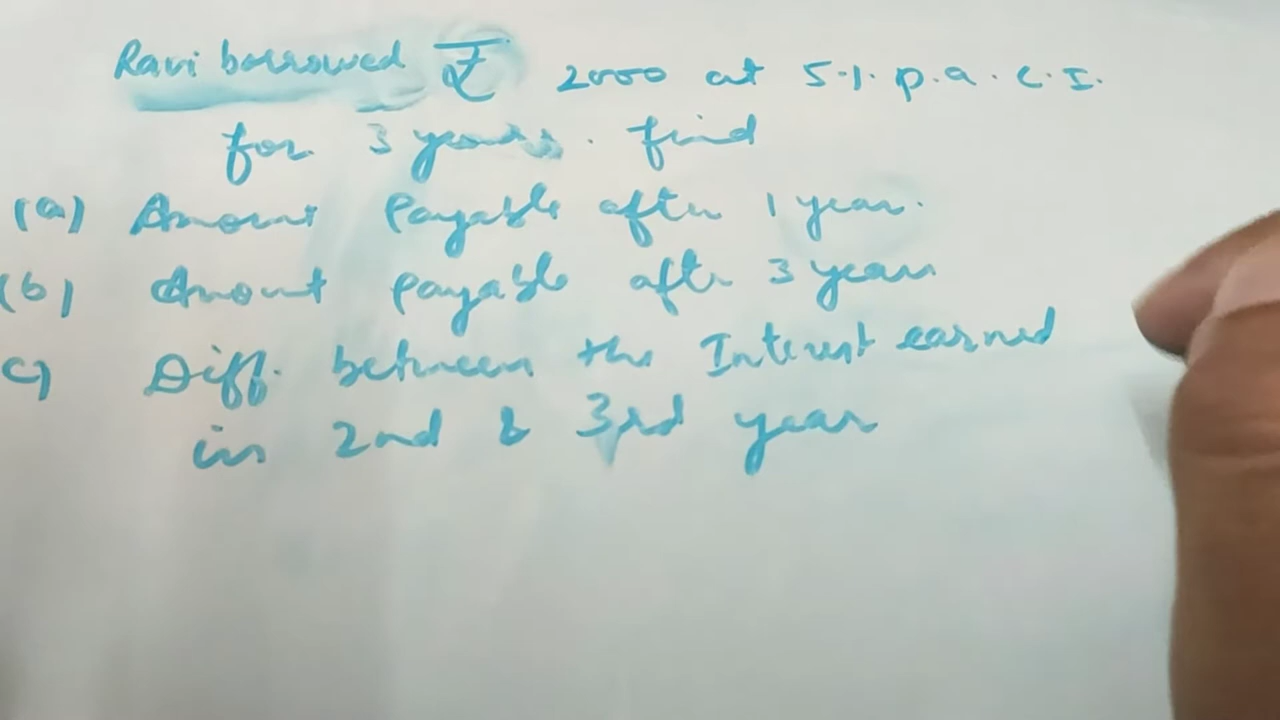 Ravi borrowed ₹ 2000 at 5% p.a. C.I.
for 3 years. find
(a) Amount Payable after 1 year.
(b) Amount payable after 3 years
c) Diff. between the Interest earned
in 2nd & 3rd year